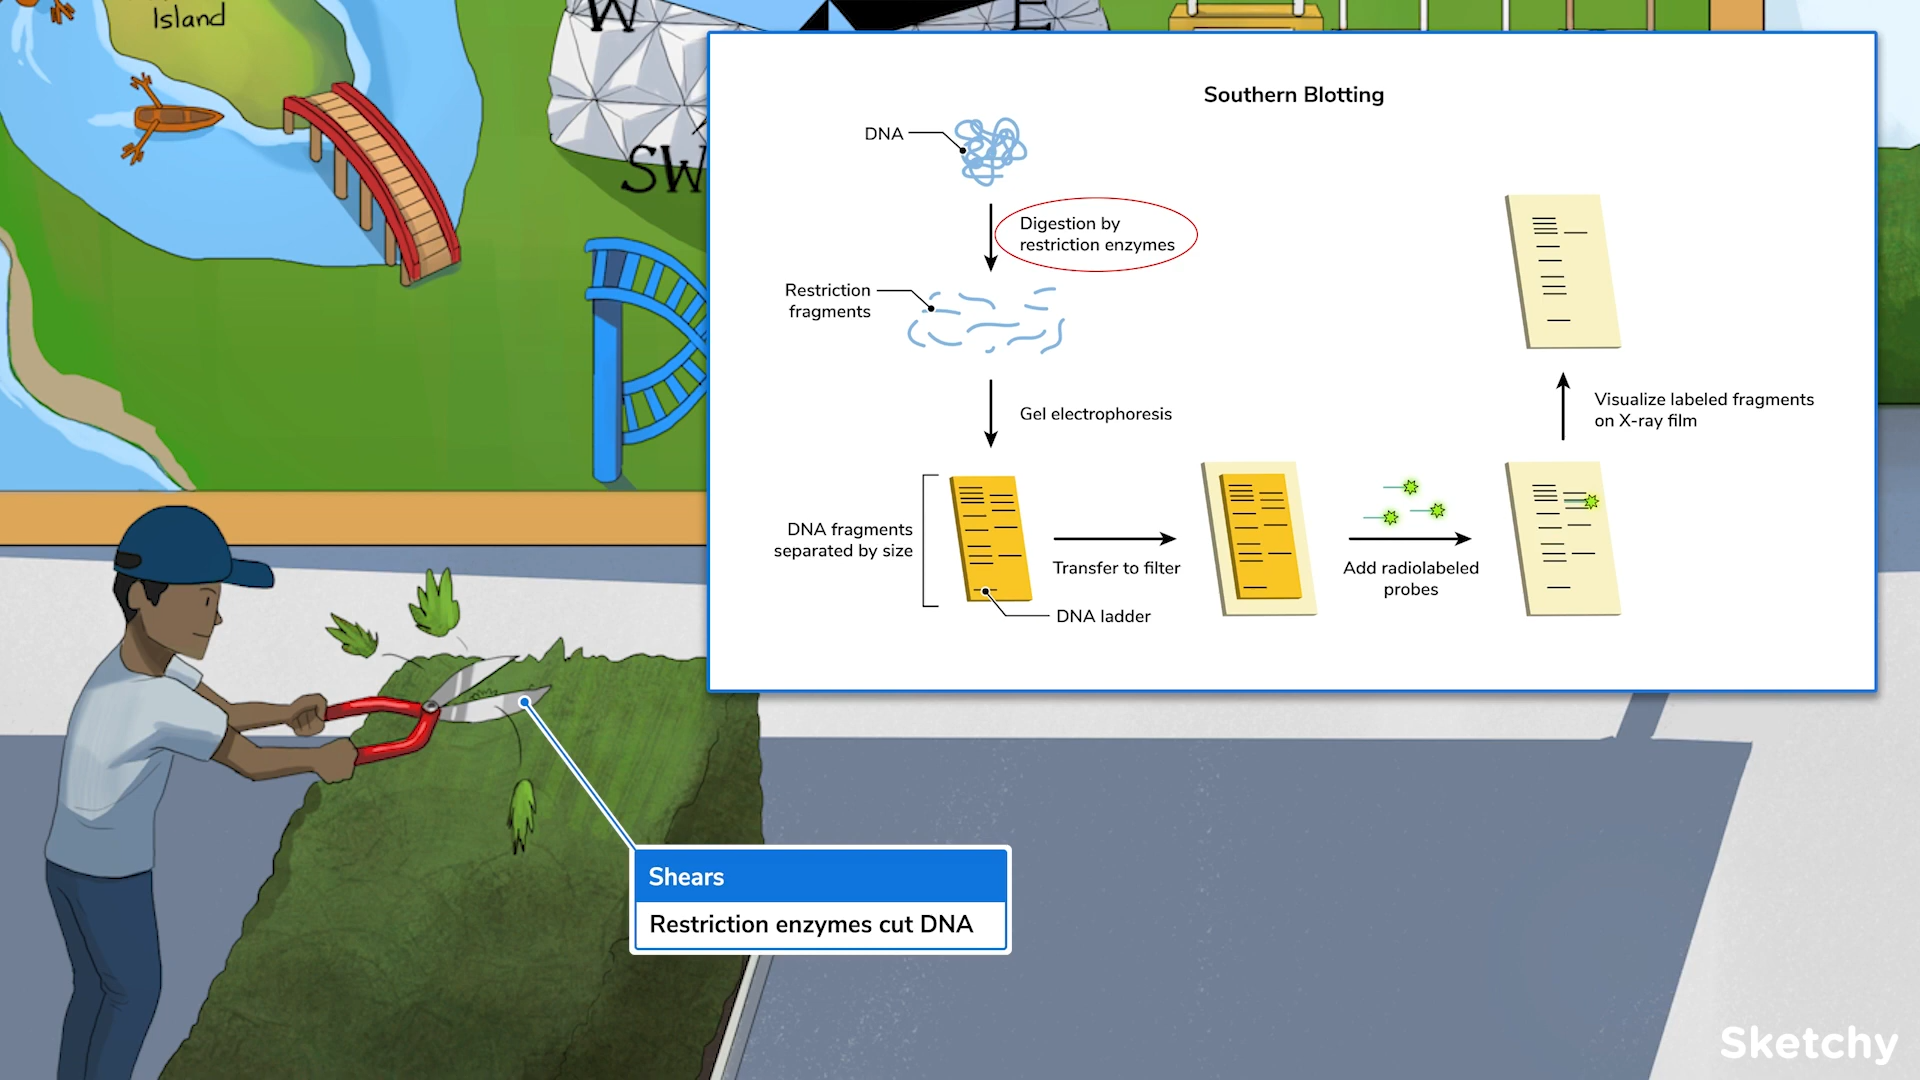 Island
W
E
SW
Southern Blotting
DNA
Digestion by
restriction enzymes
Restriction
fragments
Gel electrophoresis
DNA fragments
separated by size
Transfer to filter
DNA ladder
Add radiolabeled
probes
Visualize labeled fragments
on X-ray film
Shears
Restriction enzymes cut DNA
Sketchy